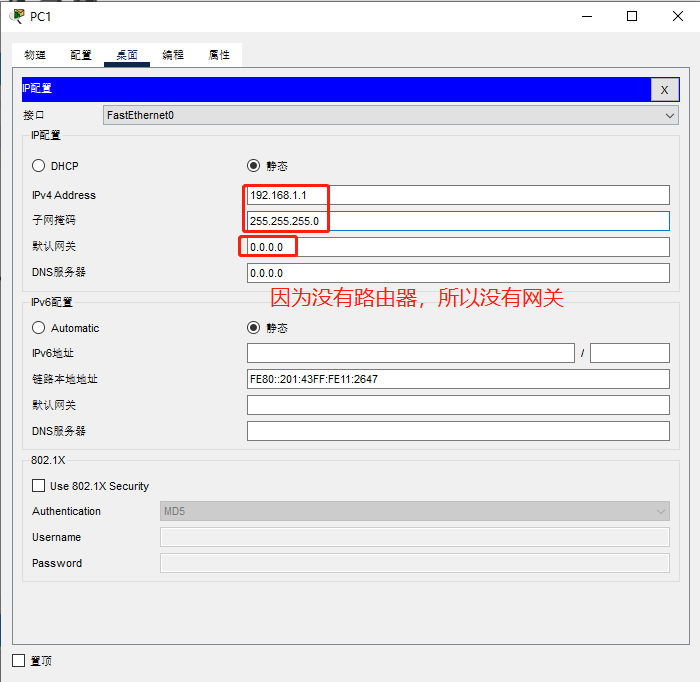 PC1
物理 配置 桌面 编程 属性
IP配置 X
接口 FastEthernet0
IP配置
DHCP 静态
IPv4 Address 192.168.1.1
子网掩码 255.255.255.0
默认网关 0.0.0.0
DNS服务器 0.0.0.0
因为没有路由器，所以没有网关
IPv6配置
Automatic 静态
IPv6地址 /
链路本地地址 FE80::201:43FF:FE11:2647
默认网关
DNS服务器
802.1X
Use 802.1X Security
Authentication MD5
Username
Password
置顶